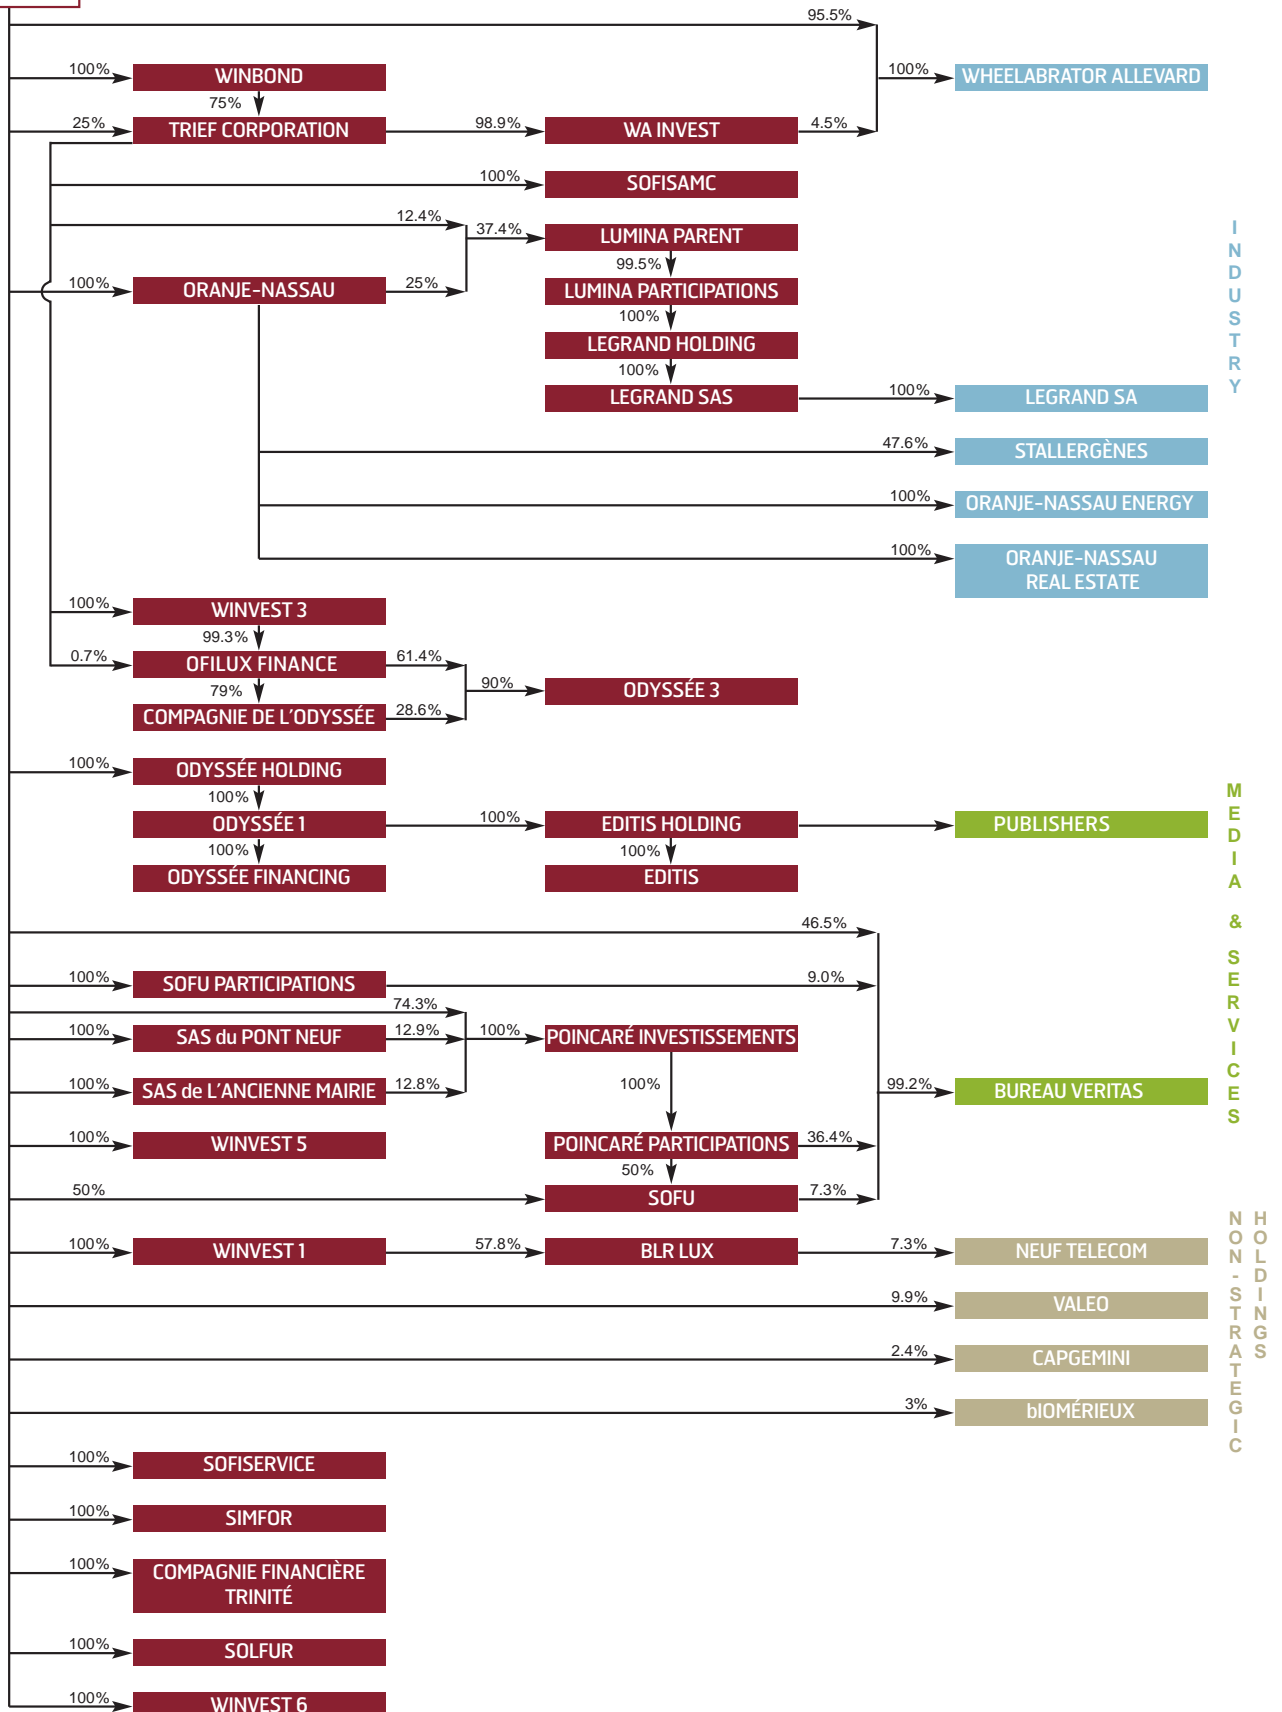 95.5%
100%
WINBOND
100%
WHEELABRATOR ALLEVARD
75%
25%
TRIEF CORPORATION
98.9%
WA INVEST
4.5%
100%
SOFISAMC
12.4%
37.4%
LUMINA PARENT
99.5%
100%
ORANJE-NASSAU
25%
LUMINA PARTICIPATIONS
100%
LEGRAND HOLDING
100%
LEGRAND SAS
100%
LEGRAND SA
47.6%
STALLERGÈNES
100%
ORANJE-NASSAU ENERGY
100%
ORANJE-NASSAU
REAL ESTATE
INDUSTRY
100%
WINVEST 3
99.3%
0.7%
OFILUX FINANCE
61.4%
79%
90%
ODYSSÉE 3
COMPAGNIE DE L'ODYSSÉE
28.6%
100%
ODYSSÉE HOLDING
100%
ODYSSÉE 1
100%
EDITIS HOLDING
PUBLISHERS
100%
100%
ODYSSÉE FINANCING
EDITIS
46.5%
100%
SOFU PARTICIPATIONS
9.0%
74.3%
100%
SAS du PONT NEUF
12.9%
100%
POINCARÉ INVESTISSEMENTS
100%
100%
SAS de L'ANCIENNE MAIRIE
12.8%
99.2%
BUREAU VERITAS
100%
WINVEST 5
POINCARÉ PARTICIPATIONS
36.4%
50%
50%
SOFU
7.3%
MEDIA & SERVICES
100%
WINVEST 1
57.8%
BLR LUX
7.3%
NEUF TELECOM
9.9%
VALEO
2.4%
CAPGEMINI
3%
bIOMÉRIEUX
NON-STRATEGIC
HOLDINGS
100%
SOFISERVICE
100%
SIMFOR
100%
COMPAGNIE FINANCIÈRE
TRINITÉ
100%
SOLFUR
100%
WINVEST 6